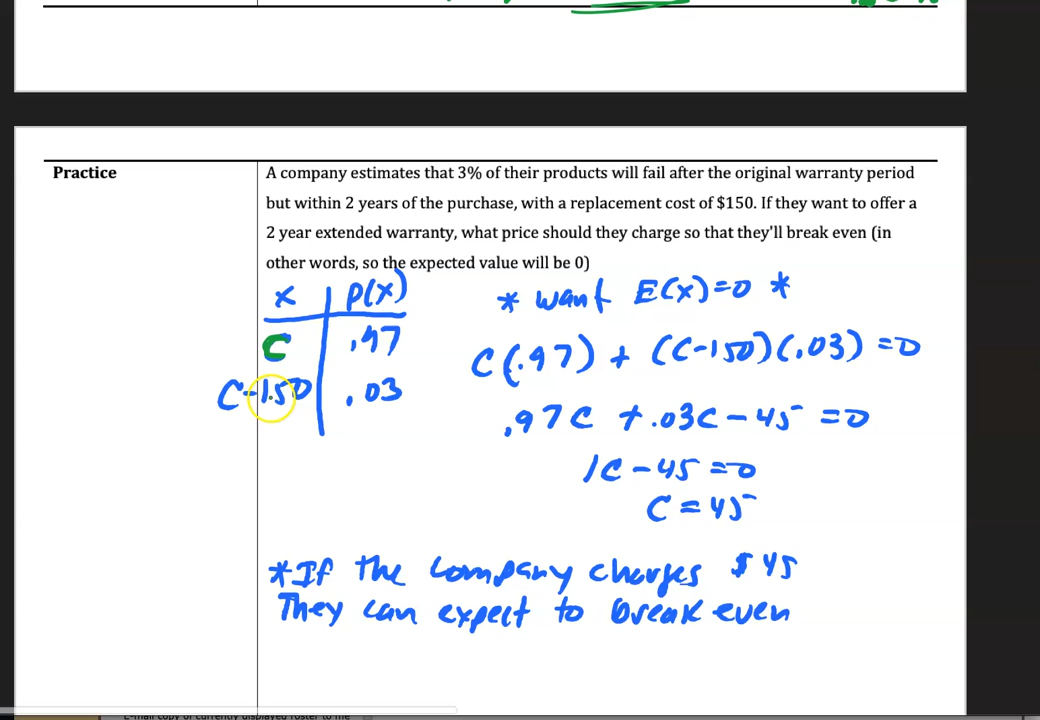 Practice
A company estimates that 3% of their products will fail after the original warranty period
but within 2 years of the purchase, with a replacement cost of $150. If they want to offer a
2 year extended warranty, what price should they charge so that they'll break even (in
other words, so the expected value will be 0)
x P(x)
C .97
C-150 .03
* want E(x)=0 *
C(.97) + (C-150)(.03) =0
.97C + .03C - 45 =0
1C - 45 =0
C = 45
*If the company charges $45
They can expect to break even